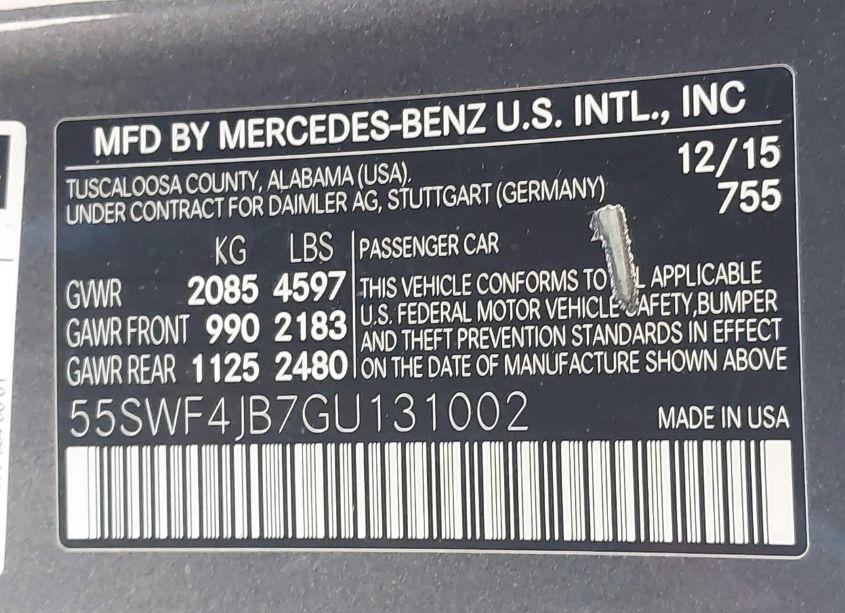 MFD BY MERCEDES-BENZ U.S. INTL., INC
TUSCALOOSA COUNTY, ALABAMA (USA). 12/15
UNDER CONTRACT FOR DAIMLER AG, STUTTGART (GERMANY) 755
KG LBS PASSENGER CAR
GVWR 2085 4597 THIS VEHICLE CONFORMS TO APPLICABLE
GAWR FRONT 990 2183 U.S. FEDERAL MOTOR VEHICLE SAFETY,BUMPER
GAWR REAR 1125 2480 AND THEFT PREVENTION STANDARDS IN EFFECT
ON THE DATE OF MANUFACTURE SHOWN ABOVE
55SWF4JB7GU131002 MADE IN USA